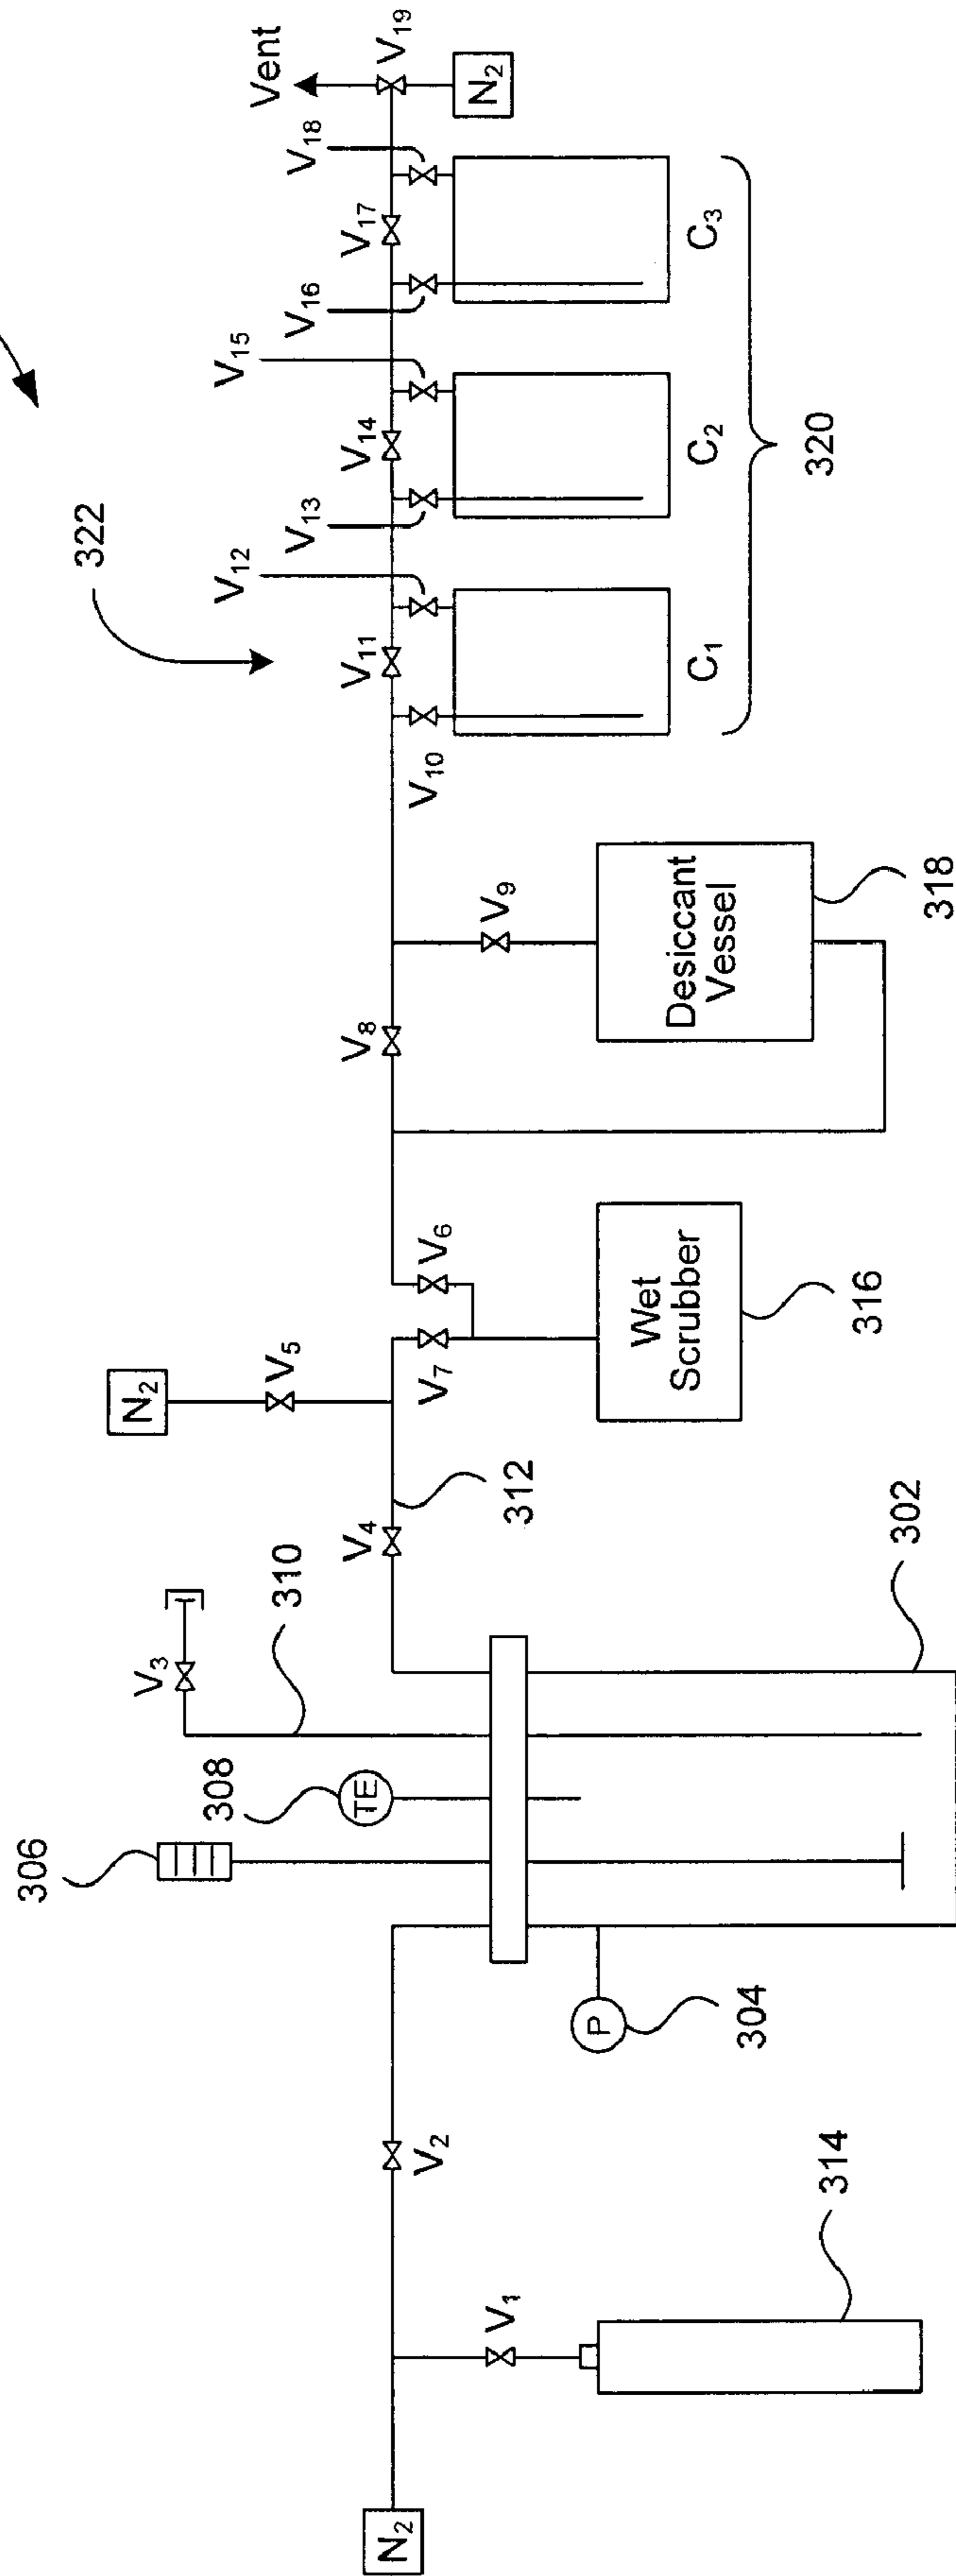 N₂
V₁
314
V₂
P
304
306
TE
308
310
V₃
302
V₄
312
N₂
V₅
V₇
V₆
Wet
Scrubber
316
V₈
V₉
Desiccant
Vessel
318
322
V₁₀
V₁₁
V₁₂
C₁
V₁₃
V₁₄
V₁₅
C₂
320
V₁₆
V₁₇
V₁₈
C₃
Vent
V₁₉
N₂